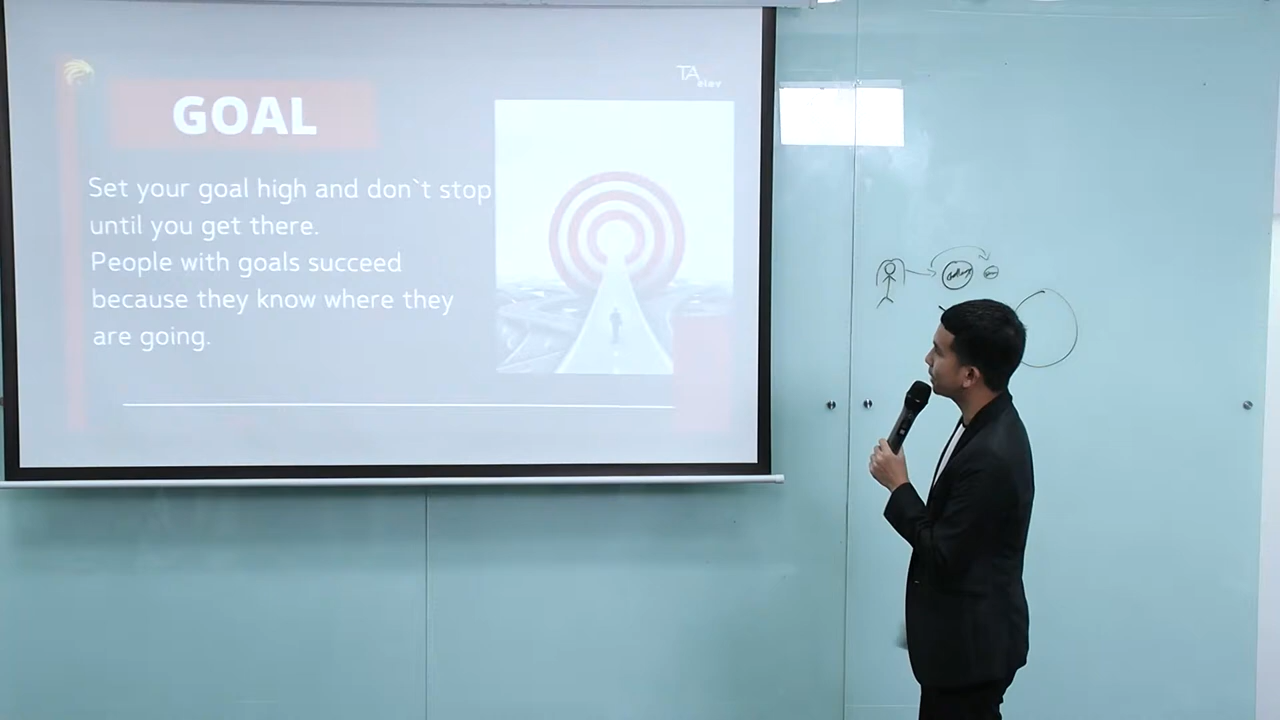 TA
elev
GOAL
Set your goal high and don`t stop
until you get there.
People with goals succeed
because they know where they
are going.